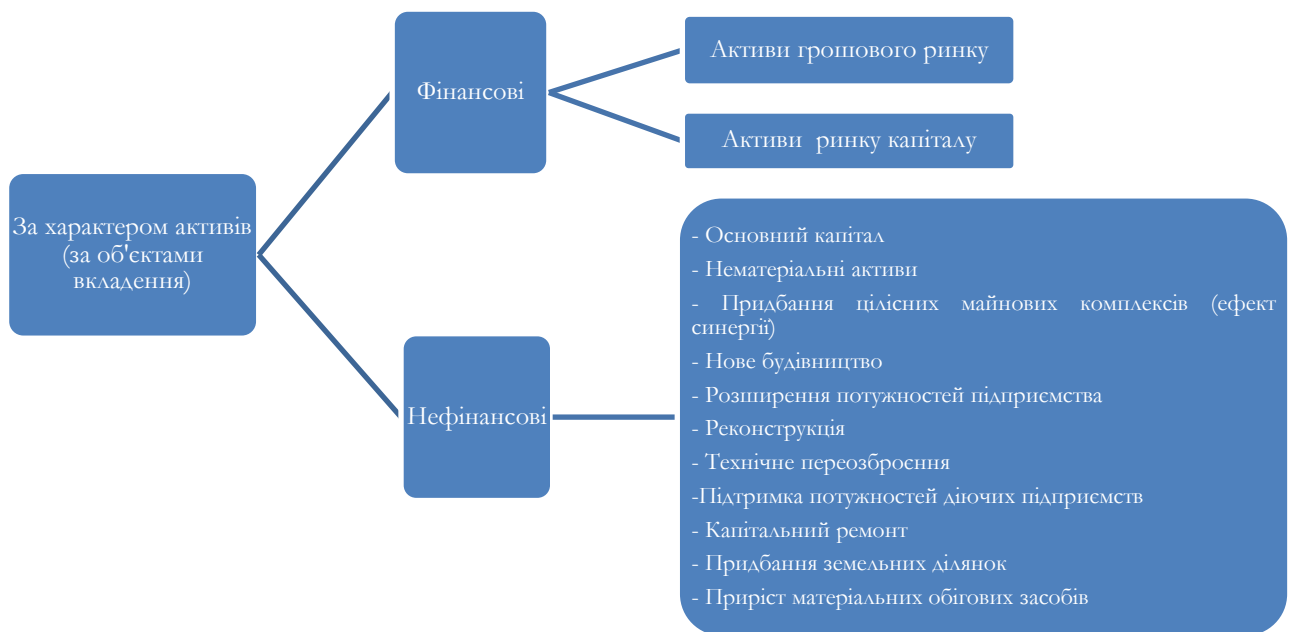 За характером активів
(за об'єктами
вкладення)
Фінансові
Активи грошового ринку
Активи ринку капіталу
Нефінансові
- Основний капітал
- Нематеріальні активи
- Придбання цілісних майнових комплексів (ефект
синергії)
- Нове будівництво
- Розширення потужностей підприємства
- Реконструкція
- Технічне переозброєння
-Підтримка потужностей діючих підприємств
- Капітальний ремонт
- Придбання земельних ділянок
- Приріст матеріальних обігових засобів